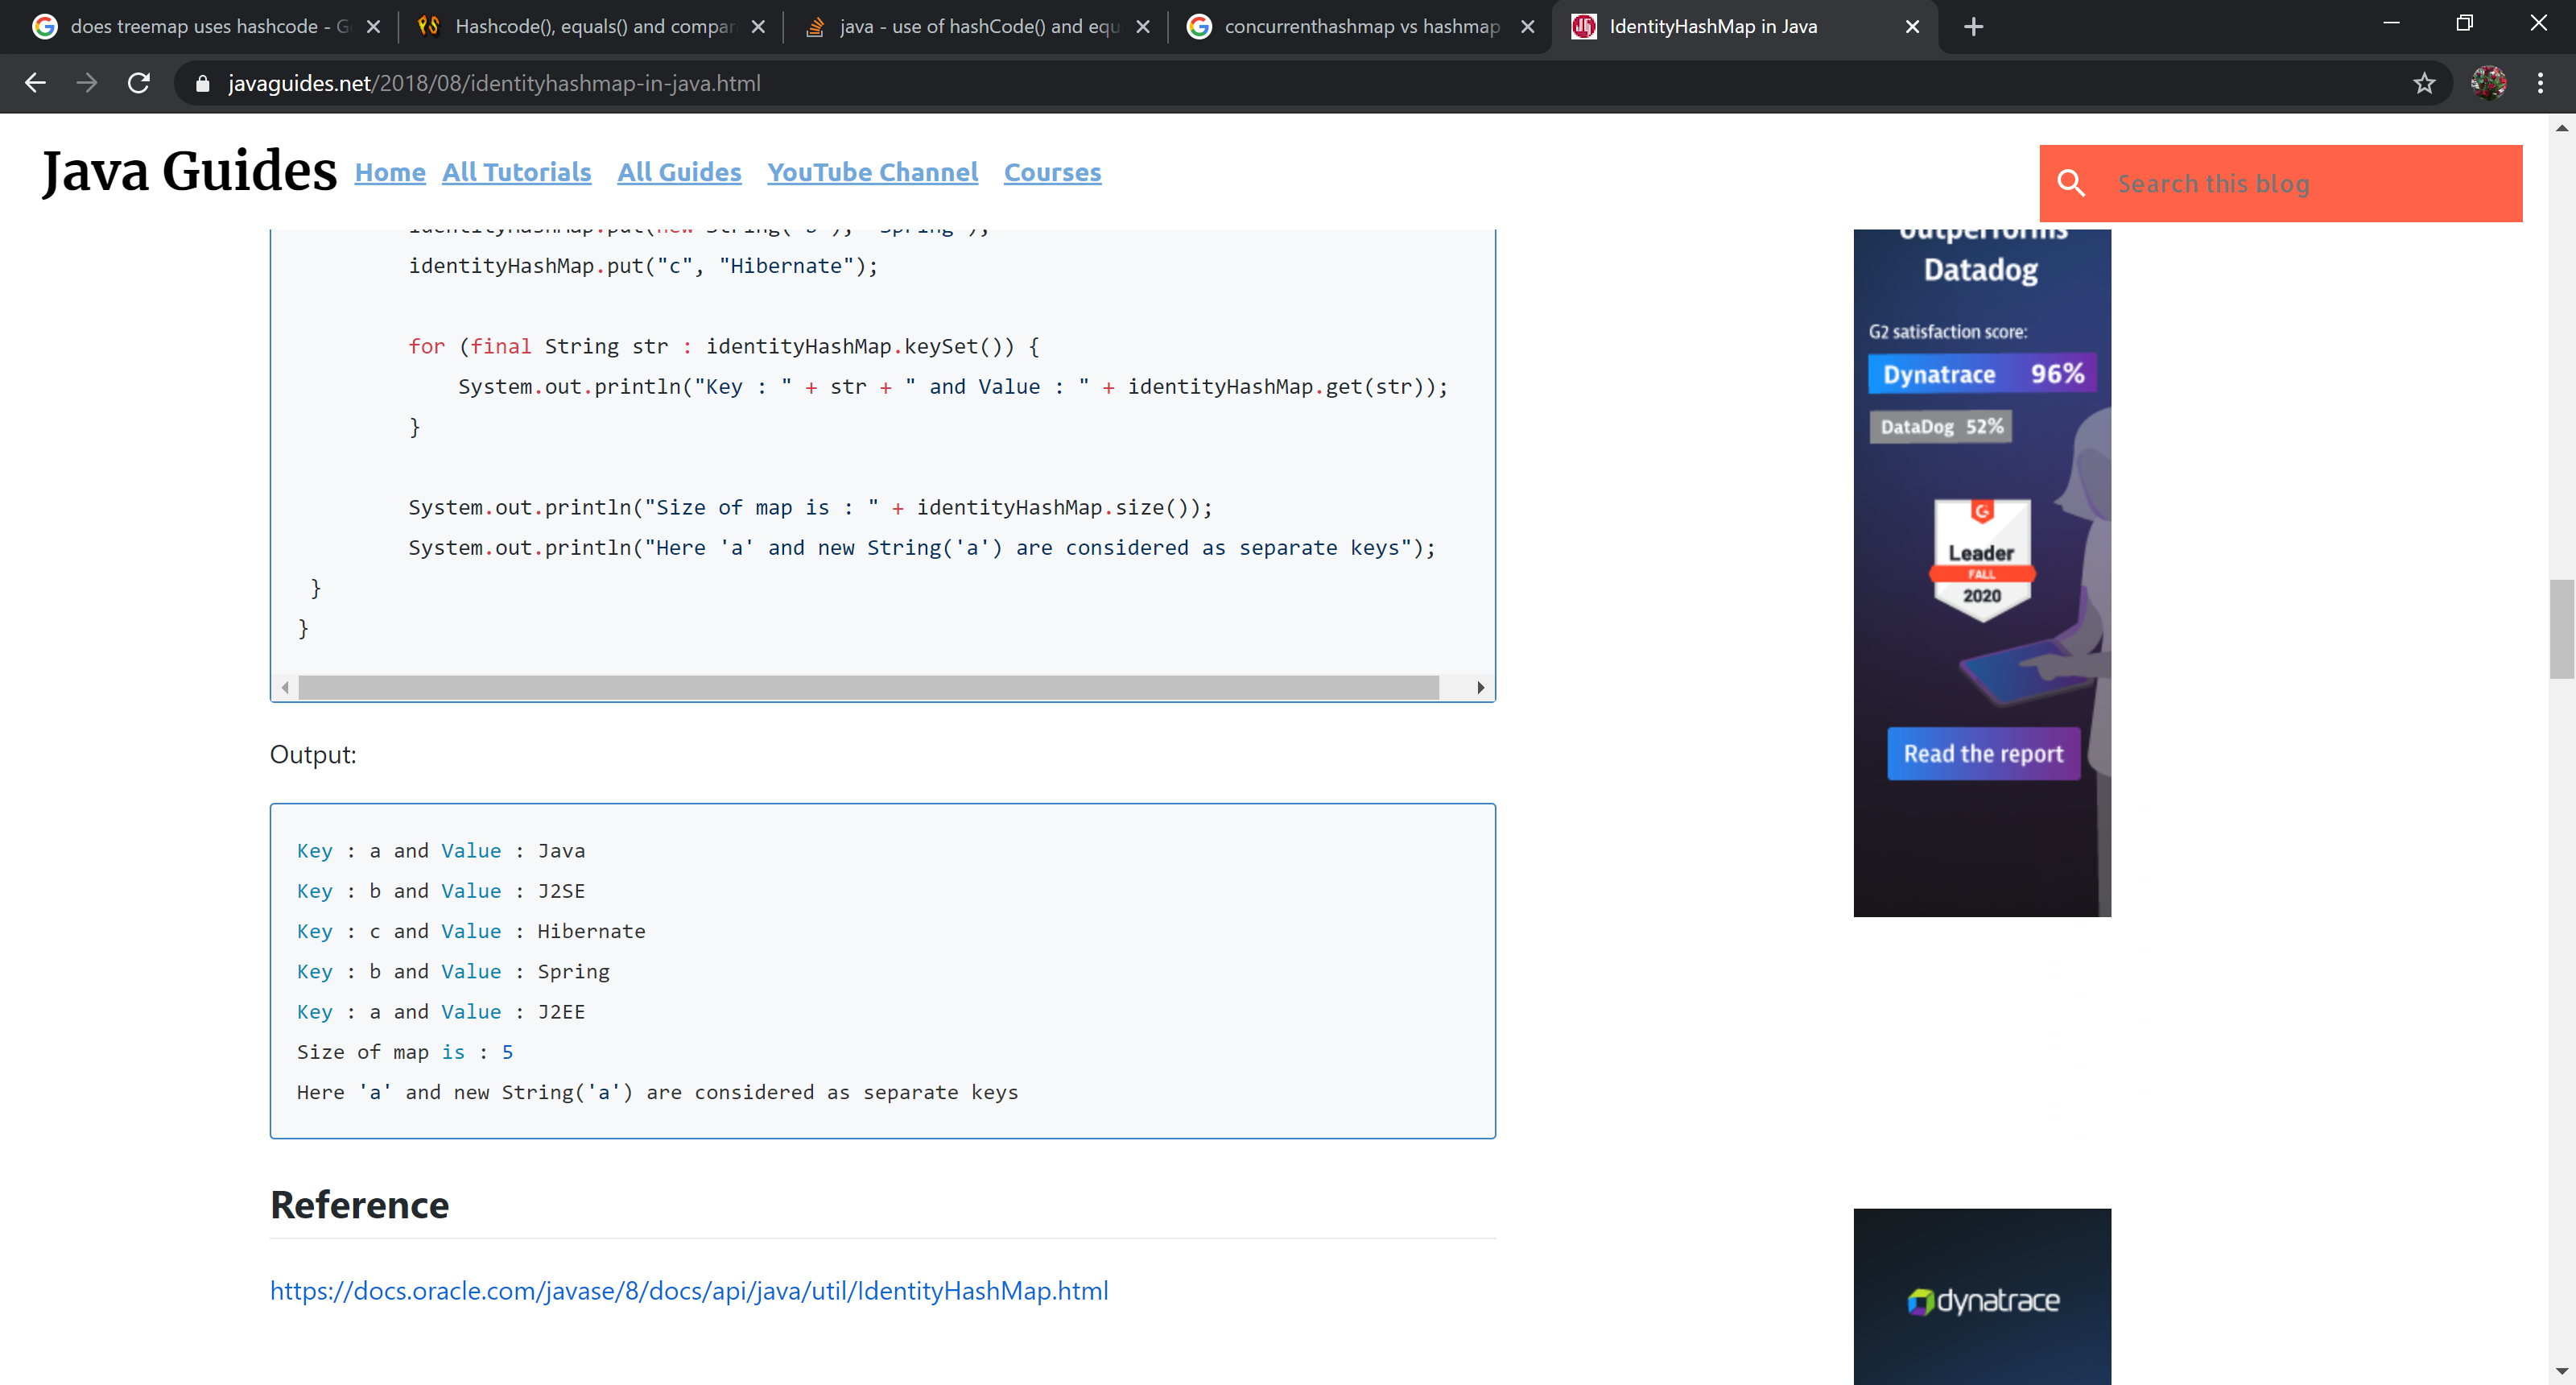 does treemap uses hashcode - G
Hashcode(), equals() and compar
java - use of hashCode() and equ
concurrenthashmap vs hashmap
IdentityHashMap in Java
javaguides.net/2018/08/identityhashmap-in-java.html
Java Guides Home All Tutorials All Guides YouTube Channel Courses
Search this blog
identityHashMap.put(new String("b"), "Spring");
identityHashMap.put("c", "Hibernate");
for (final String str : identityHashMap.keySet()) {
System.out.println("Key : " + str + " and Value : " + identityHashMap.get(str));
}
System.out.println("Size of map is : " + identityHashMap.size());
System.out.println("Here 'a' and new String('a') are considered as separate keys");
}
}
Output:
Key : a and Value : Java
Key : b and Value : J2SE
Key : c and Value : Hibernate
Key : b and Value : Spring
Key : a and Value : J2EE
Size of map is : 5
Here 'a' and new String('a') are considered as separate keys
Reference
https://docs.oracle.com/javase/8/docs/api/java/util/IdentityHashMap.html
outperforms
Datadog
G2 satisfaction score:
Dynatrace 96%
DataDog 52%
Leader
FALL
2020
Read the report
dynatrace